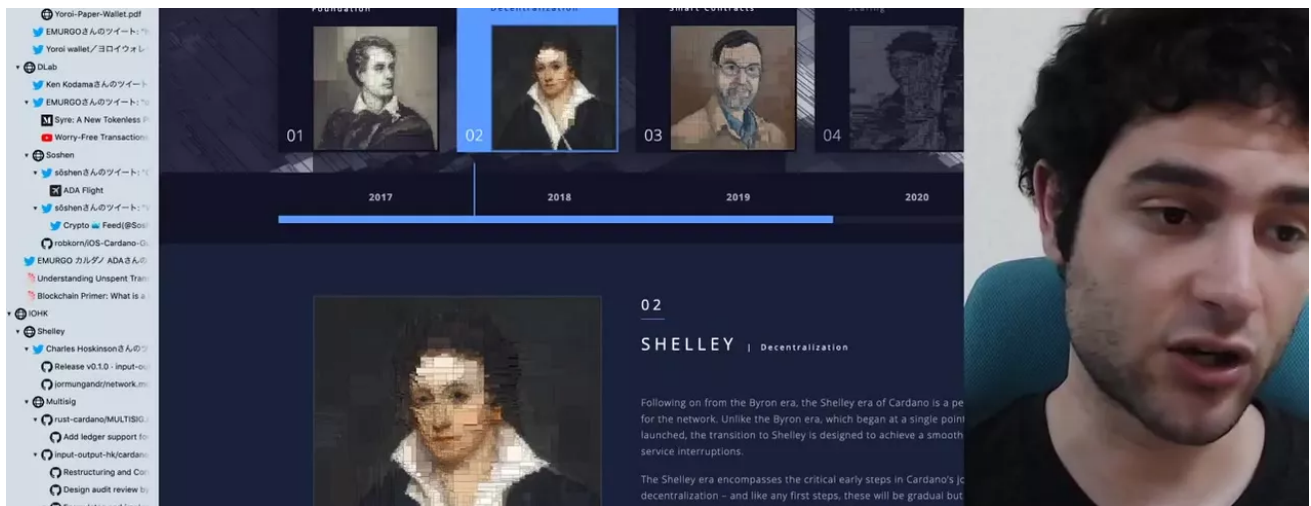 Yoroi-Paper-Wallet.pdf
EMURGOさんのツイート:
Yoroi wallet／ヨロイウォレ
DLab
Ken Kodamaさんのツイート
EMURGOさんのツイート:
Syre: A New Tokenless P
Worry-Free Transaction
Soshen
sōshenさんのツイート:
ADA Flight
sōshenさんのツイート:
Crypto Feed(@Sos
robkorn/iOS-Cardano-G
EMURGO カルダノ ADAさんの
Understanding Unspent Tran
Blockchain Primer: What is a
IOHK
Shelley
Charles Hoskinsonさんのツ
Release v0.1.0 · input-ou
jormungandr/network.m
Multisig
rust-cardano/MULTISIG.
Add ledger support fo
input-output-hk/cardano
Restructuring and Co
Design audit review b
Foundation
Decentralization
Smart Contracts
Scaling
01
02
03
04
2017
2018
2019
2020
02
SHELLEY | Decentralization
Following on from the Byron era, the Shelley era of Cardano is a pe
for the network. Unlike the Byron era, which began at a single point
launched, the transition to Shelley is designed to achieve a smooth
service interruptions.
The Shelley era encompasses the critical early steps in Cardano's jo
decentralization – and like any first steps, these will be gradual but